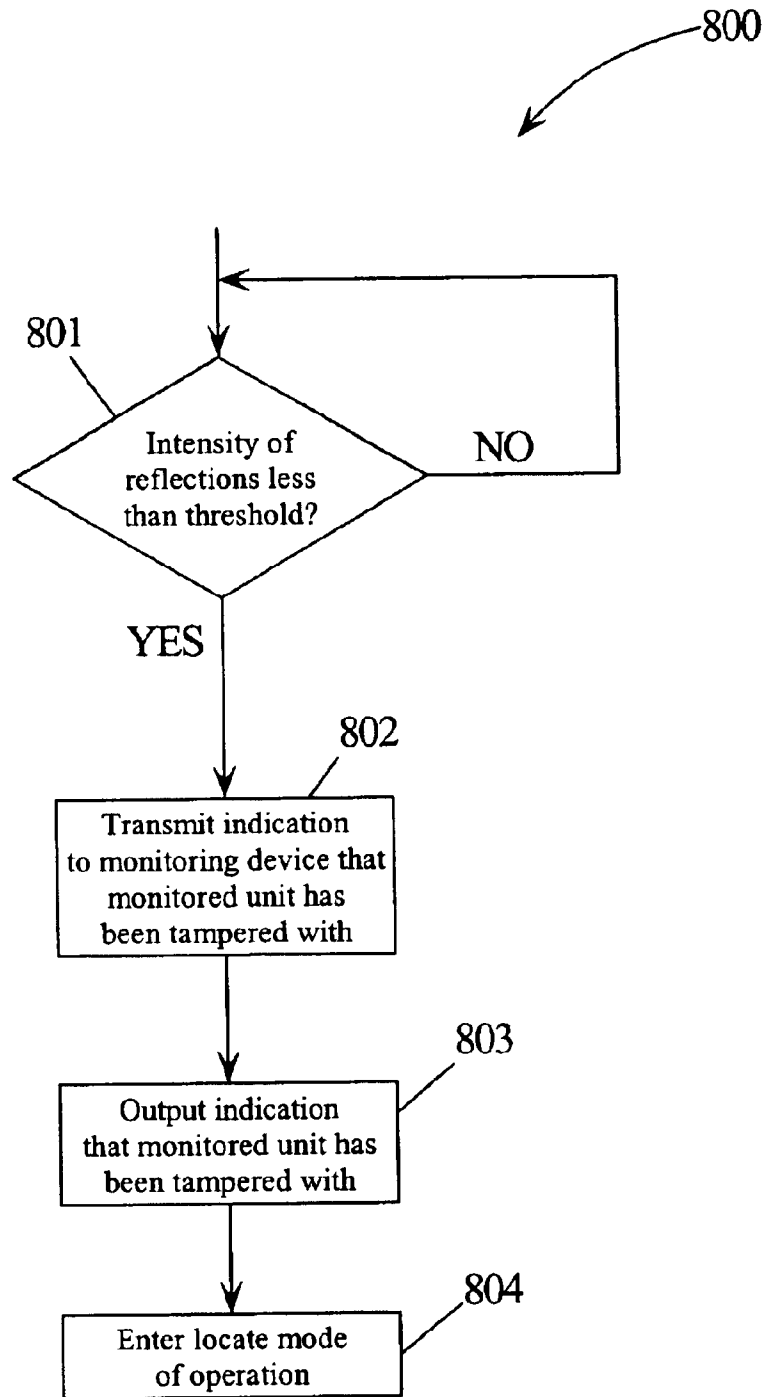 800
801
Intensity of
reflections less
than threshold?
NO
YES
802
Transmit indication
to monitoring device that
monitored unit has
been tampered with
803
Output indication
that monitored unit has
been tampered with
804
Enter locate mode
of operation